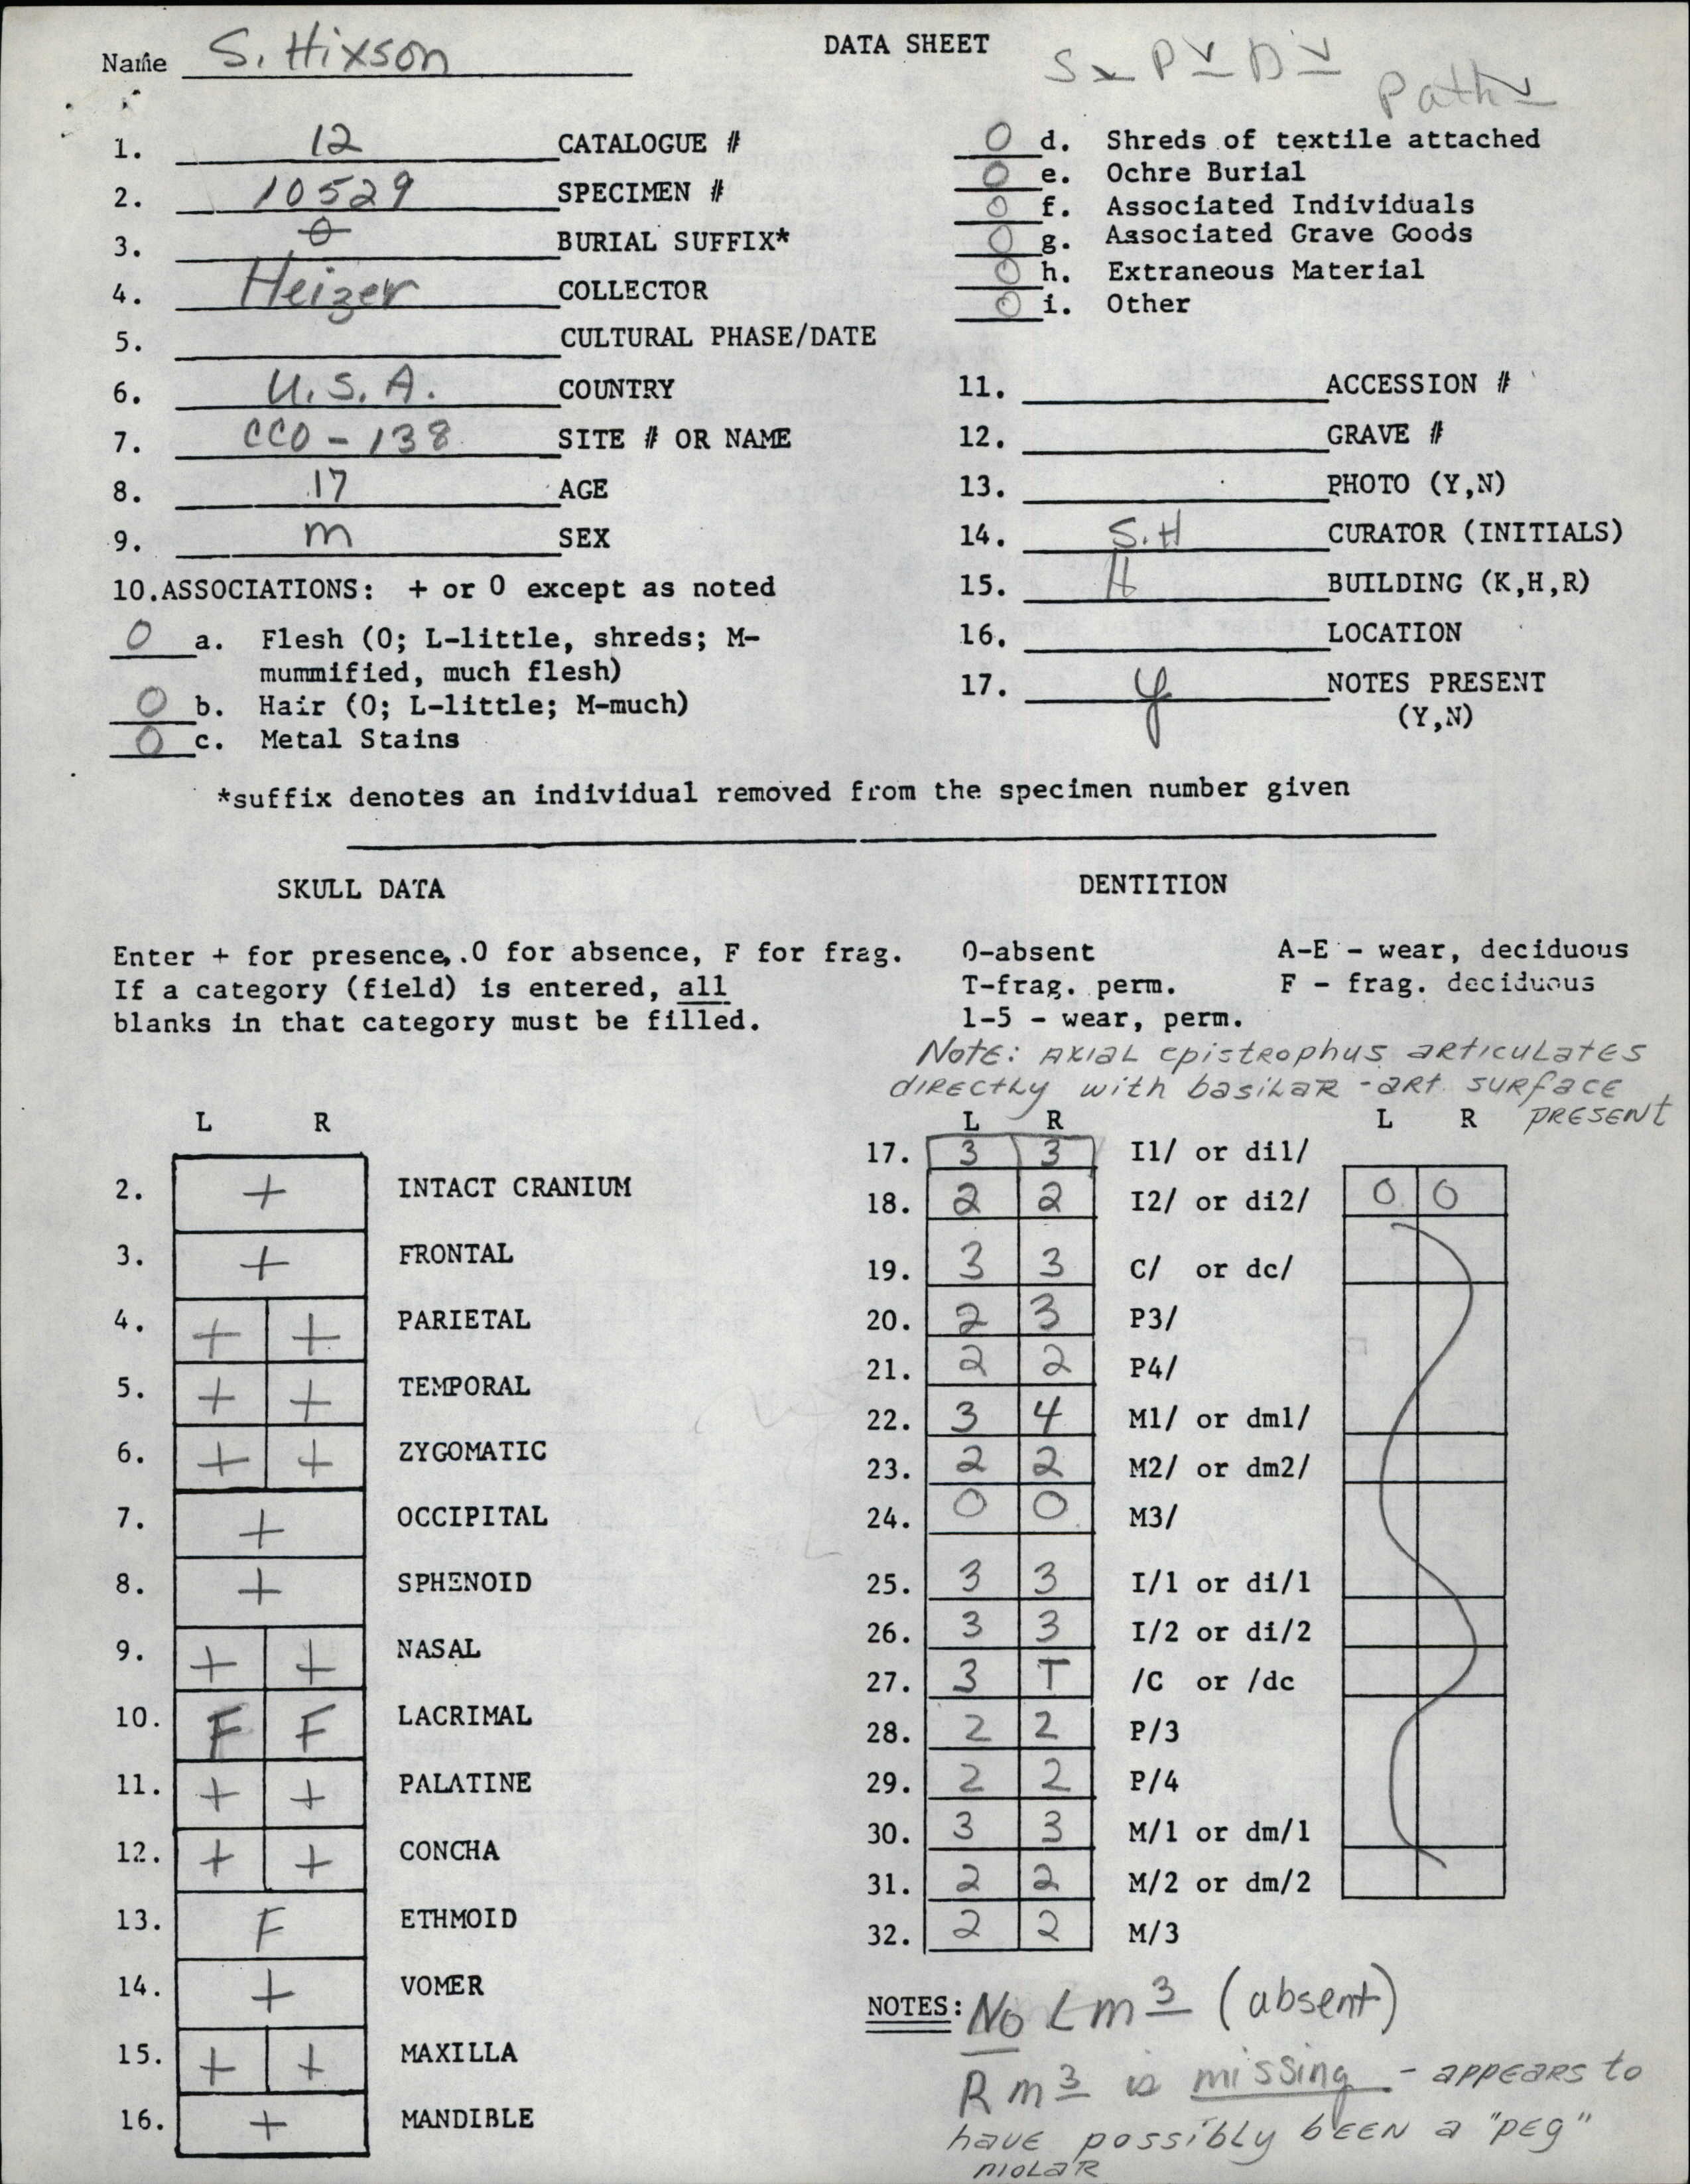 DATA SHEET
Name S. Hixson
S ✓ P ✓ D ✓
Path ✓
1. 12 CATALOGUE #
2. 10529 SPECIMEN #
3. 0 BURIAL SUFFIX*
4. Heizer COLLECTOR
5. CULTURAL PHASE/DATE
6. U.S.A. COUNTRY
7. CCO-138 SITE # OR NAME
8. 17 AGE
9. m SEX
10.ASSOCIATIONS: + or 0 except as noted
0 a. Flesh (0; L-little, shreds; M-
mummified, much flesh)
0 b. Hair (0; L-little; M-much)
0 c. Metal Stains
0 d. Shreds of textile attached
0 e. Ochre Burial
0 f. Associated Individuals
0 g. Associated Grave Goods
0 h. Extraneous Material
0 i. Other
11. ACCESSION #
12. GRAVE #
13. PHOTO (Y,N)
14. S.H CURATOR (INITIALS)
15. H BUILDING (K,H,R)
16. LOCATION
17. y NOTES PRESENT
(Y,N)
*suffix denotes an individual removed from the specimen number given
SKULL DATA
Enter + for presence, 0 for absence, F for frag.
If a category (field) is entered, all
blanks in that category must be filled.
L R
2. + INTACT CRANIUM
3. + FRONTAL
4. + + PARIETAL
5. + + TEMPORAL
6. + + ZYGOMATIC
7. + OCCIPITAL
8. + SPHENOID
9. + + NASAL
10. F F LACRIMAL
11. + + PALATINE
12. + + CONCHA
13. F ETHMOID
14. + VOMER
15. + + MAXILLA
16. + MANDIBLE
DENTITION
0-absent A-E - wear, deciduous
T-frag. perm. F - frag. deciduous
1-5 - wear, perm.
Note: AXIAL epistrophus articulates
directly with basilar - art. surface
present
L R L R
17. 3 3 I1/ or di1/
18. 2 2 I2/ or di2/ 0 0
19. 3 3 C/ or dc/
20. 2 3 P3/
21. 2 2 P4/
22. 3 4 M1/ or dm1/
23. 2 2 M2/ or dm2/
24. 0 0 M3/
25. 3 3 I/1 or di/1
26. 3 3 I/2 or di/2
27. 3 T /C or /dc
28. 2 2 P/3
29. 2 2 P/4
30. 3 3 M/1 or dm/1
31. 2 2 M/2 or dm/2
32. 2 2 M/3
NOTES: No L m3 (absent)
R m3 is missing - appears to
have possibly been a "peg"
molar